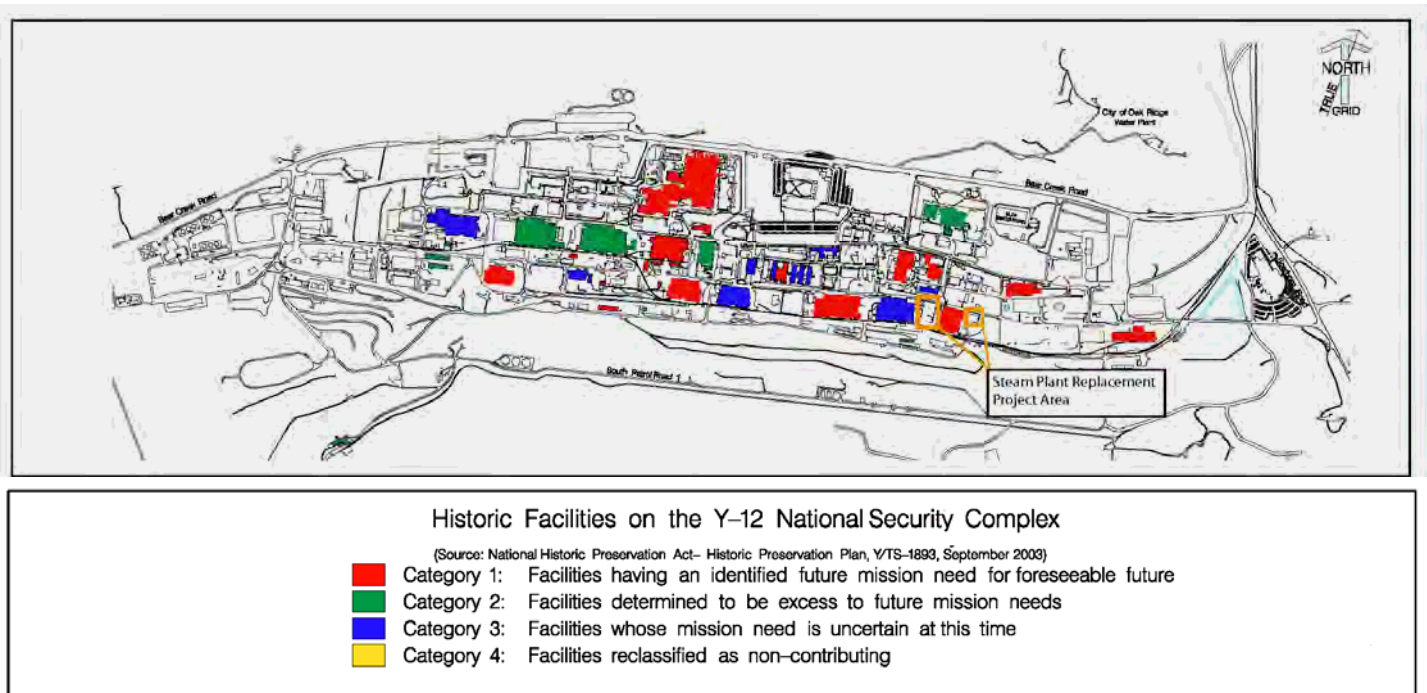 NORTH
TRUE
GRID
City of Oak Ridge
Water Plant
Bear Creek Road
Bear Creek Road
South Patrol Road
Steam Plant Replacement
Project Area
Historic Facilities on the Y-12 National Security Complex
(Source: National Historic Preservation Act- Historic Preservation Plan, Y/TS-1893, September 2003)
Category 1: Facilities having an identified future mission need for foreseeable future
Category 2: Facilities determined to be excess to future mission needs
Category 3: Facilities whose mission need is uncertain at this time
Category 4: Facilities reclassified as non-contributing